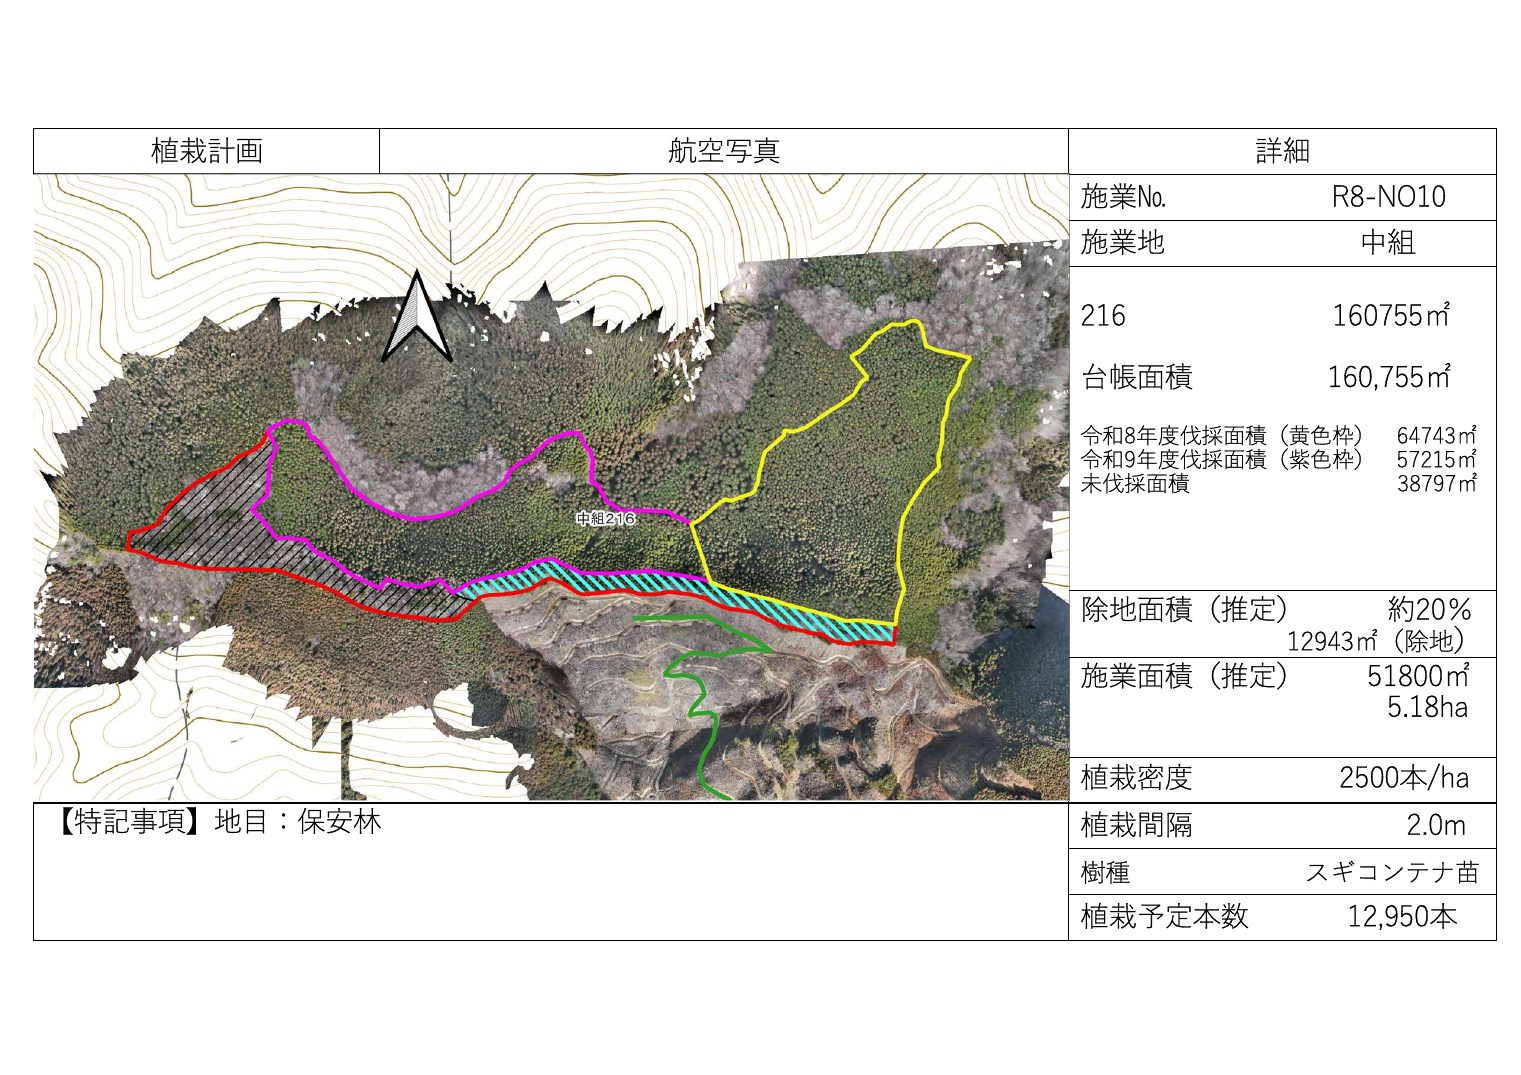 植栽計画
航空写真
詳細
施業№
R8-NO10
施業地
中組
216
160755㎡
台帳面積
160,755㎡
令和8年度伐採面積（黄色枠） 64743㎡
令和9年度伐採面積（紫色枠） 57215㎡
未伐採面積 38797㎡
中組216
除地面積（推定） 約20%
12943㎡（除地）
施業面積（推定） 51800㎡
5.18ha
植栽密度 2500本/ha
【特記事項】地目：保安林
植栽間隔 2.0m
樹種 スギコンテナ苗
植栽予定本数 12,950本